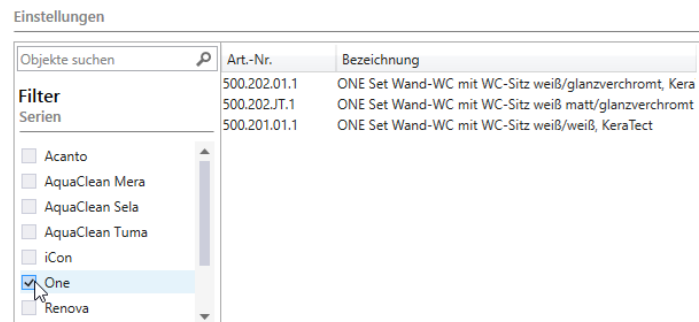 Einstellungen
Objekte suchen
Art.-Nr. Bezeichnung
500.202.01.1 ONE Set Wand-WC mit WC-Sitz weiß/glanzverchromt, Kera
500.202.JT.1 ONE Set Wand-WC mit WC-Sitz weiß matt/glanzverchromt
500.201.01.1 ONE Set Wand-WC mit WC-Sitz weiß/weiß, KeraTect
Filter
Serien
Acanto
AquaClean Mera
AquaClean Sela
AquaClean Tuma
iCon
One
Renova